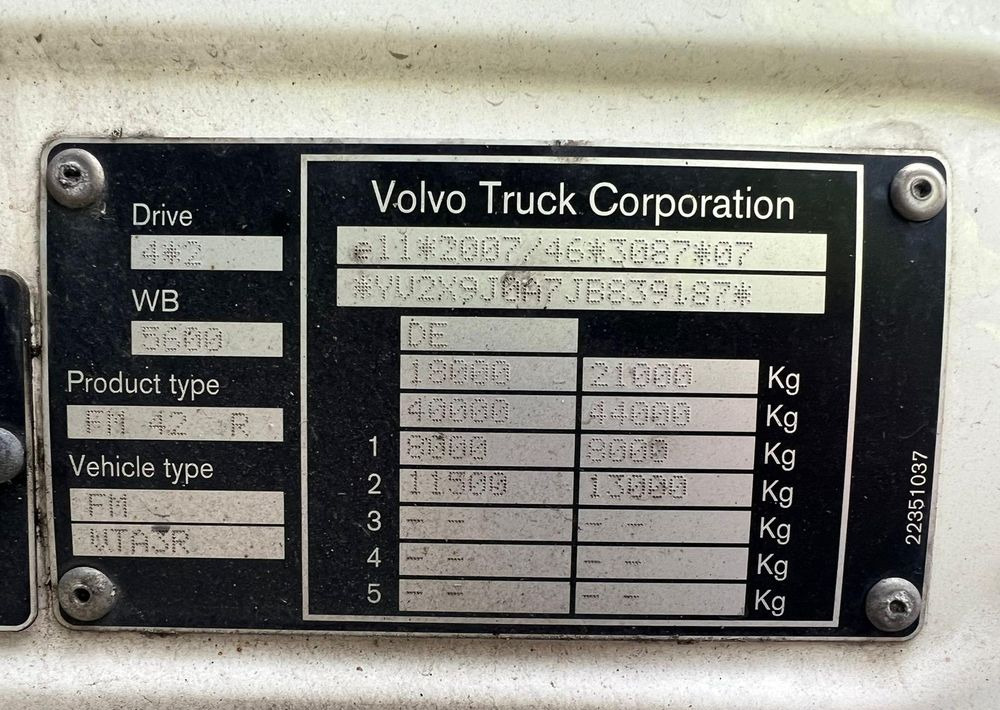 Drive
4*2
WB
5600
Product type
FM 42 R
Vehicle type
FM
WTA3R
Volvo Truck Corporation
e11*2007/46*3087*07
*YV2X9J0A7JB839187*
DE
18000 21000 Kg
40000 44000 Kg
1 8000 8000 Kg
2 11500 13000 Kg
3 -- -- Kg
4 -- -- Kg
5 -- -- Kg
22351037